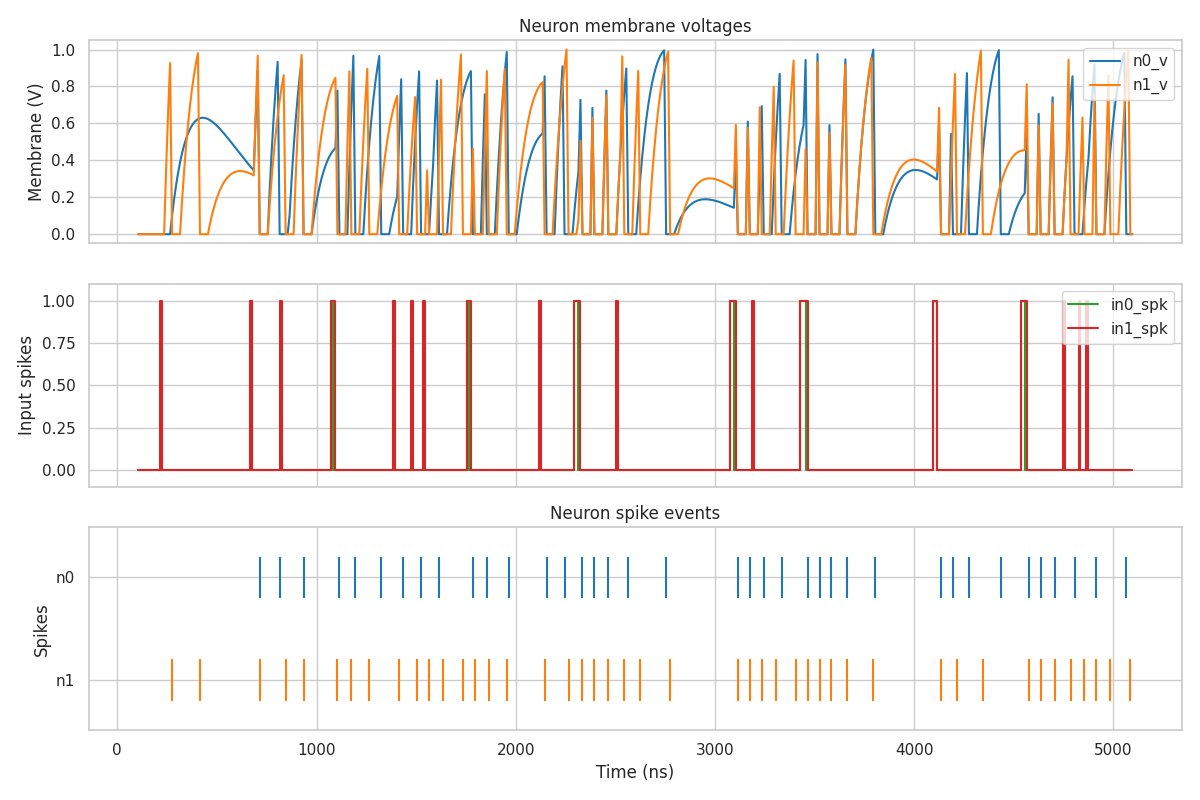 Neuron membrane voltages
Membrane (V)
1.0
0.8
0.6
0.4
0.2
0.0
n0_v
n1_v
Input spikes
1.00
0.75
0.50
0.25
0.00
in0_spk
in1_spk
Neuron spike events
Spikes
n0
n1
0
1000
2000
3000
4000
5000
Time (ns)